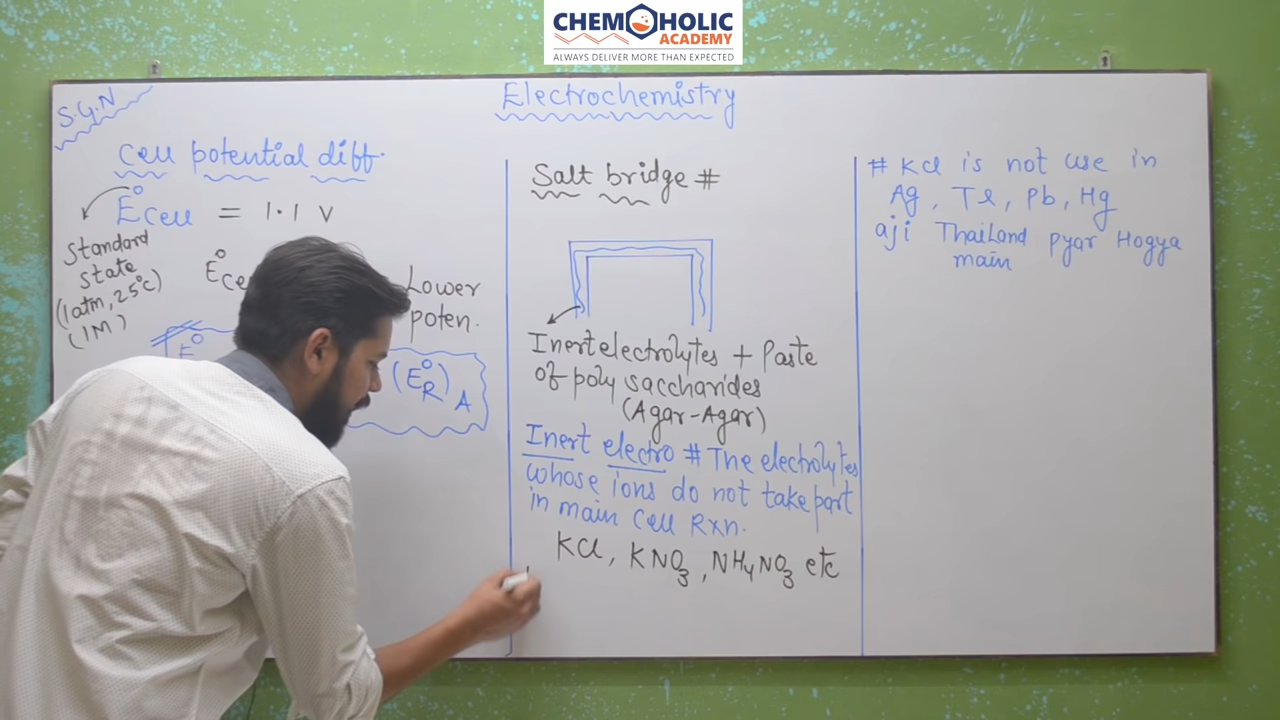 CHEMOHOLIC
ACADEMY
ALWAYS DELIVER MORE THAN EXPECTED
S.G.N
Electrochemistry
Cell potential diff.
E°cell = 1.1 V
Standard
State
(1atm, 25°C)
(1M)
Lower
poten.
(E°R)A
Salt bridge #
Inert electrolytes + Paste
of poly saccharides
(Agar-Agar)
Inert electro # The electrolytes
whose ions do not take part
in main Cell Rxn.
KCl, KNO3, NH4NO3 etc
# KCl is not use in
Ag, Tl, Pb, Hg
aji Thailand pyar Hogya
main